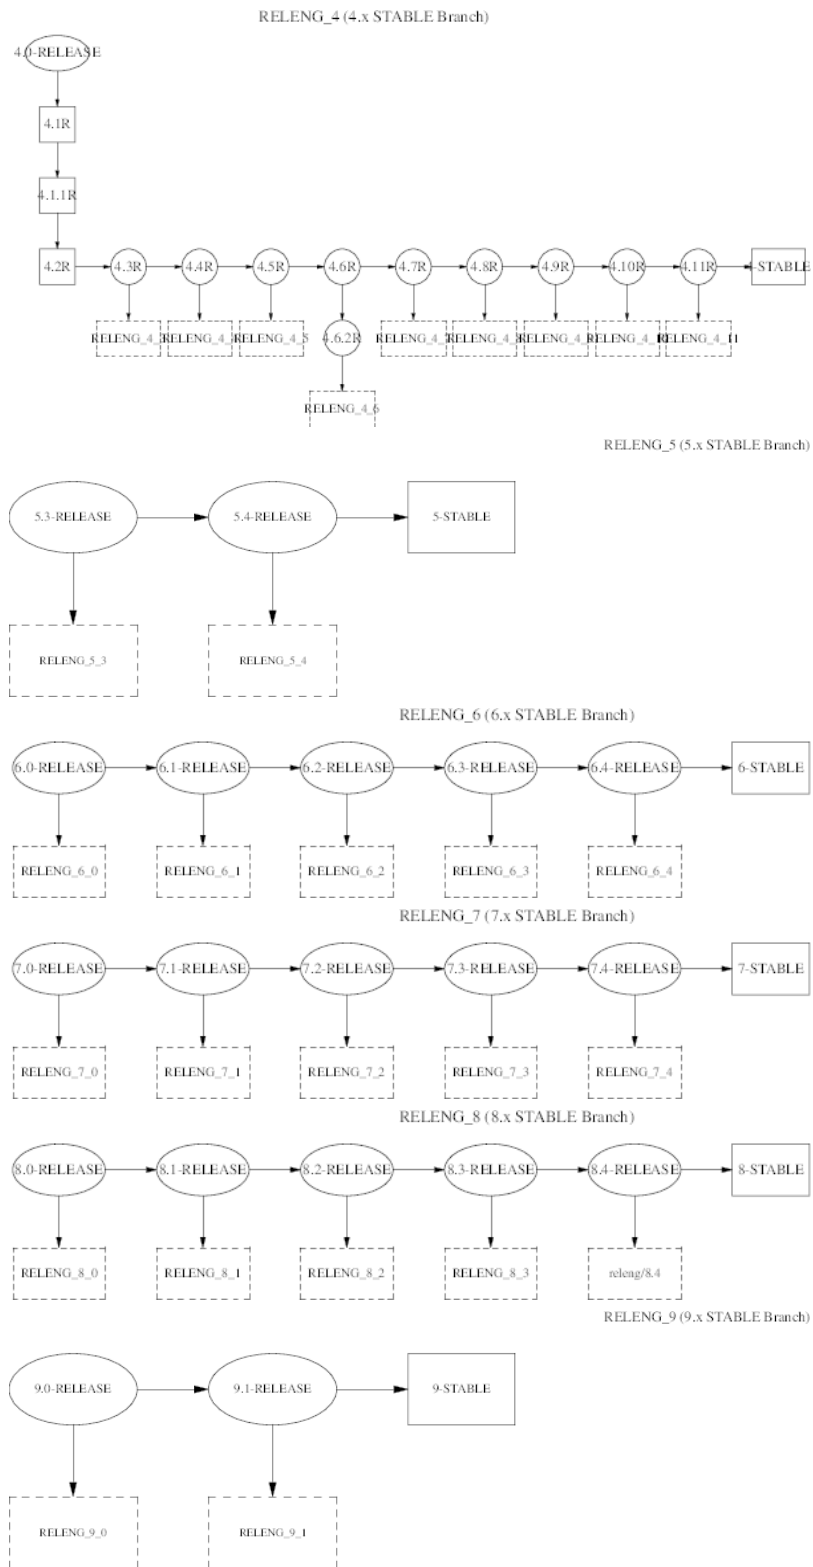 RELENG_4 (4.x STABLE Branch)
4.0-RELEASE
4.1R
4.1.1R
4.2R 4.3R 4.4R 4.5R 4.6R 4.7R 4.8R 4.9R 4.10R 4.11R 4-STABLE
RELENG_4_3 RELENG_4_4 RELENG_4_5 4.6.2R RELENG_4_7 RELENG_4_8 RELENG_4_9 RELENG_4_10 RELENG_4_11
RELENG_4_6
RELENG_5 (5.x STABLE Branch)
5.3-RELEASE 5.4-RELEASE 5-STABLE
RELENG_5_3 RELENG_5_4
RELENG_6 (6.x STABLE Branch)
6.0-RELEASE 6.1-RELEASE 6.2-RELEASE 6.3-RELEASE 6.4-RELEASE 6-STABLE
RELENG_6_0 RELENG_6_1 RELENG_6_2 RELENG_6_3 RELENG_6_4
RELENG_7 (7.x STABLE Branch)
7.0-RELEASE 7.1-RELEASE 7.2-RELEASE 7.3-RELEASE 7.4-RELEASE 7-STABLE
RELENG_7_0 RELENG_7_1 RELENG_7_2 RELENG_7_3 RELENG_7_4
RELENG_8 (8.x STABLE Branch)
8.0-RELEASE 8.1-RELEASE 8.2-RELEASE 8.3-RELEASE 8.4-RELEASE 8-STABLE
RELENG_8_0 RELENG_8_1 RELENG_8_2 RELENG_8_3 releng/8.4
RELENG_9 (9.x STABLE Branch)
9.0-RELEASE 9.1-RELEASE 9-STABLE
RELENG_9_0 RELENG_9_1